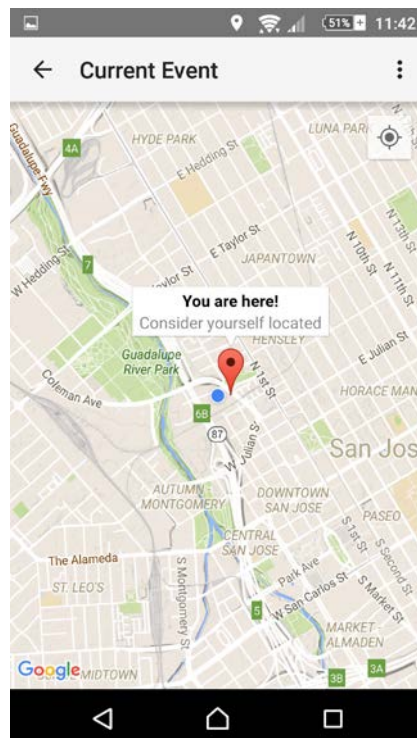 51% 11:42
Current Event
LUNA PAR
HYDE PARK
4A
Guadalupe Fwy
E Hedding St
N 13th St
E Taylor St
N 10th St
N 11th St
7
W Hedding St
JAPANTOWN
ylor St
You are here!
Consider yourself located
HENSLEY
E Julian St
Guadalupe
River Park
N 1st St
Coleman Ave
HORACE MAN
6B
87
W Julian S
San Jos
AUTUMN
MONTGOMERY
DOWNTOWN
SAN JOSE
PASEO
CENTRAL
SAN JOSE
S 1st St
S Second St
The Alameda
S Montgomery St
Park Ave
ST. LEO'S
W San Carlos St
S Market St
5
MARKET -
ALMADEN
Google
MIDTOWN
3B
3A